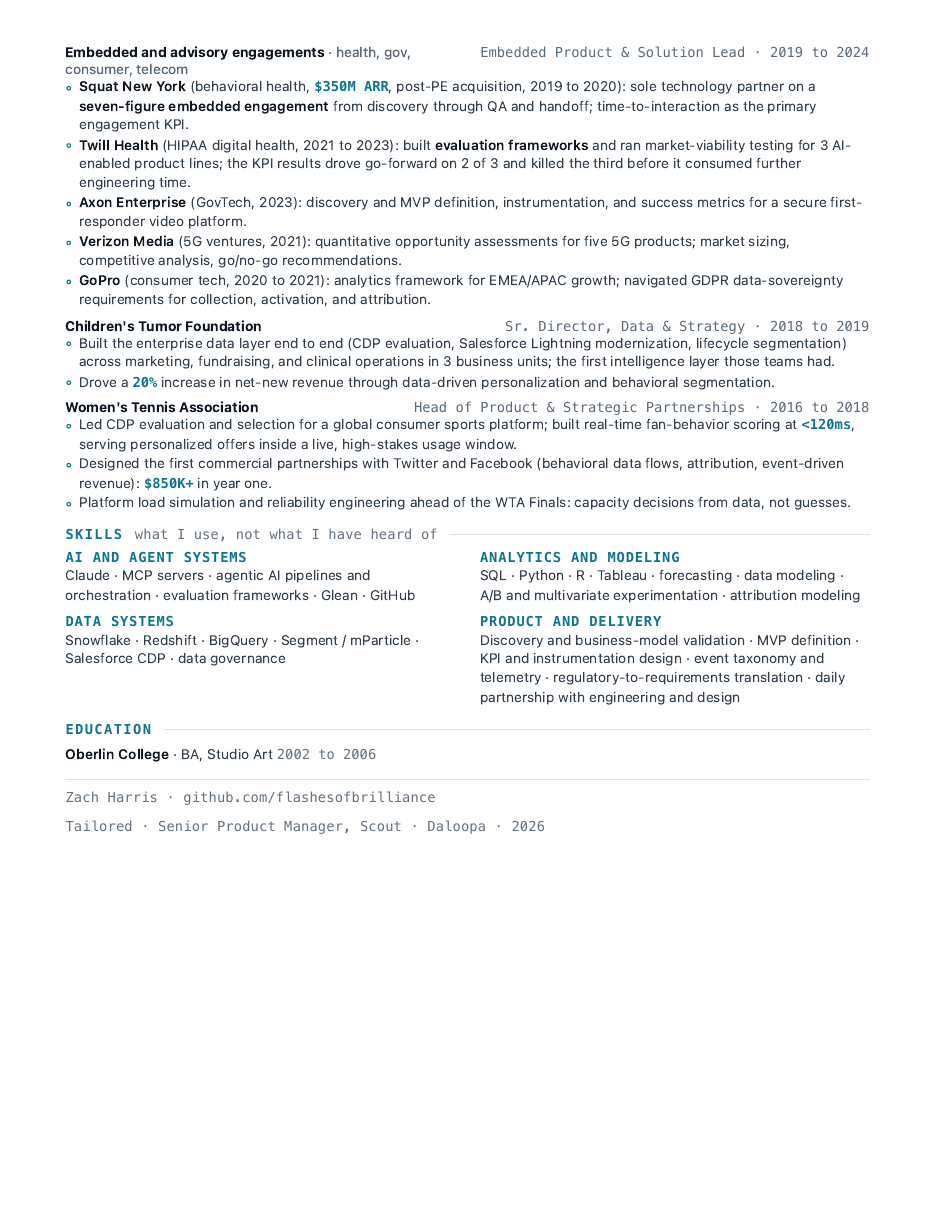 Embedded and advisory engagements · health, gov, consumer, telecom
Embedded Product & Solution Lead · 2019 to 2024
Squat New York (behavioral health, $350M ARR, post-PE acquisition, 2019 to 2020): sole technology partner on a
seven-figure embedded engagement from discovery through QA and handoff; time-to-interaction as the primary
engagement KPI.
Twill Health (HIPAA digital health, 2021 to 2023): built evaluation frameworks and ran market-viability testing for 3 AI-
enabled product lines; the KPI results drove go-forward on 2 of 3 and killed the third before it consumed further
engineering time.
Axon Enterprise (GovTech, 2023): discovery and MVP definition, instrumentation, and success metrics for a secure first-
responder video platform.
Verizon Media (5G ventures, 2021): quantitative opportunity assessments for five 5G products; market sizing,
competitive analysis, go/no-go recommendations.
GoPro (consumer tech, 2020 to 2021): analytics framework for EMEA/APAC growth; navigated GDPR data-sovereignty
requirements for collection, activation, and attribution.
Children's Tumor Foundation
Sr. Director, Data & Strategy · 2018 to 2019
Built the enterprise data layer end to end (CDP evaluation, Salesforce Lightning modernization, lifecycle segmentation)
across marketing, fundraising, and clinical operations in 3 business units; the first intelligence layer those teams had.
Drove a 20% increase in net-new revenue through data-driven personalization and behavioral segmentation.
Women's Tennis Association
Head of Product & Strategic Partnerships · 2016 to 2018
Led CDP evaluation and selection for a global consumer sports platform; built real-time fan-behavior scoring at <120ms,
serving personalized offers inside a live, high-stakes usage window.
Designed the first commercial partnerships with Twitter and Facebook (behavioral data flows, attribution, event-driven
revenue): $850K+ in year one.
Platform load simulation and reliability engineering ahead of the WTA Finals: capacity decisions from data, not guesses.
SKILLS what I use, not what I have heard of
AI AND AGENT SYSTEMS
Claude · MCP servers · agentic AI pipelines and
orchestration · evaluation frameworks · Glean · GitHub
ANALYTICS AND MODELING
SQL · Python · R · Tableau · forecasting · data modeling ·
A/B and multivariate experimentation · attribution modeling
DATA SYSTEMS
Snowflake · Redshift · BigQuery · Segment / mParticle ·
Salesforce CDP · data governance
PRODUCT AND DELIVERY
Discovery and business-model validation · MVP definition ·
KPI and instrumentation design · event taxonomy and
telemetry · regulatory-to-requirements translation · daily
partnership with engineering and design
EDUCATION
Oberlin College · BA, Studio Art 2002 to 2006
Zach Harris · github.com/flashesofbrilliance
Tailored · Senior Product Manager, Scout · Daloopa · 2026